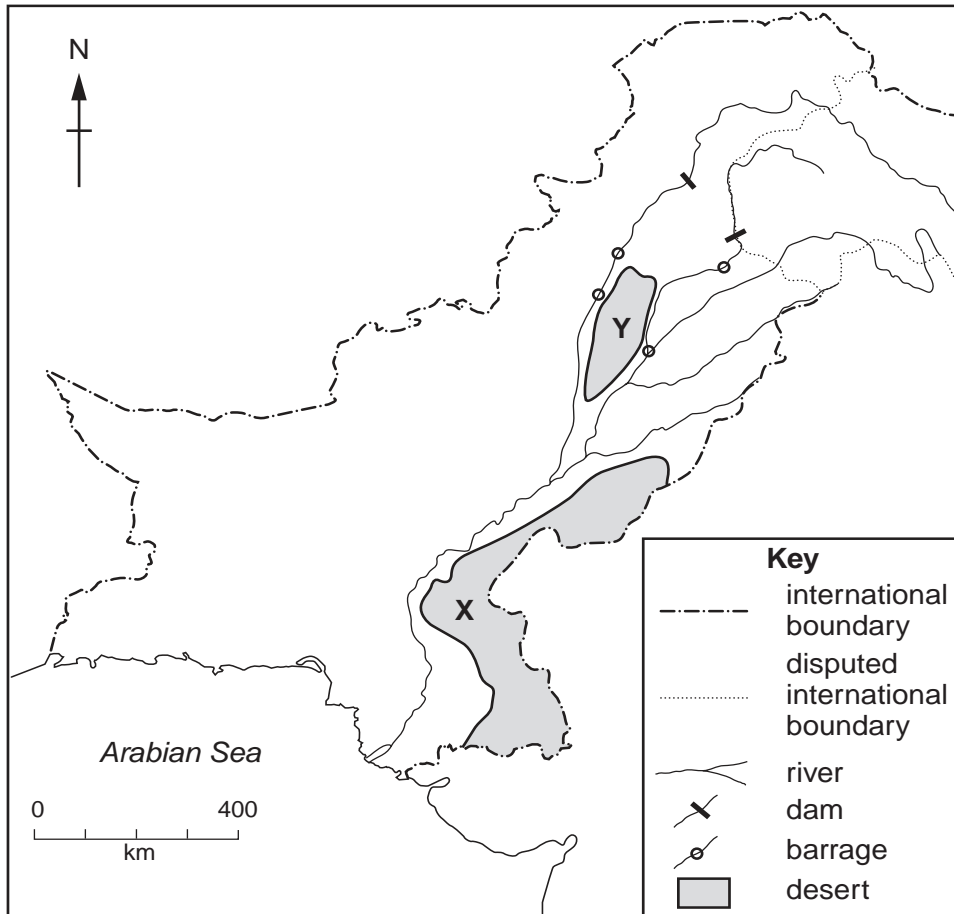 N
Y
X
Arabian Sea
0 400
km
Key
international
boundary
disputed
international
boundary
river
dam
barrage
desert